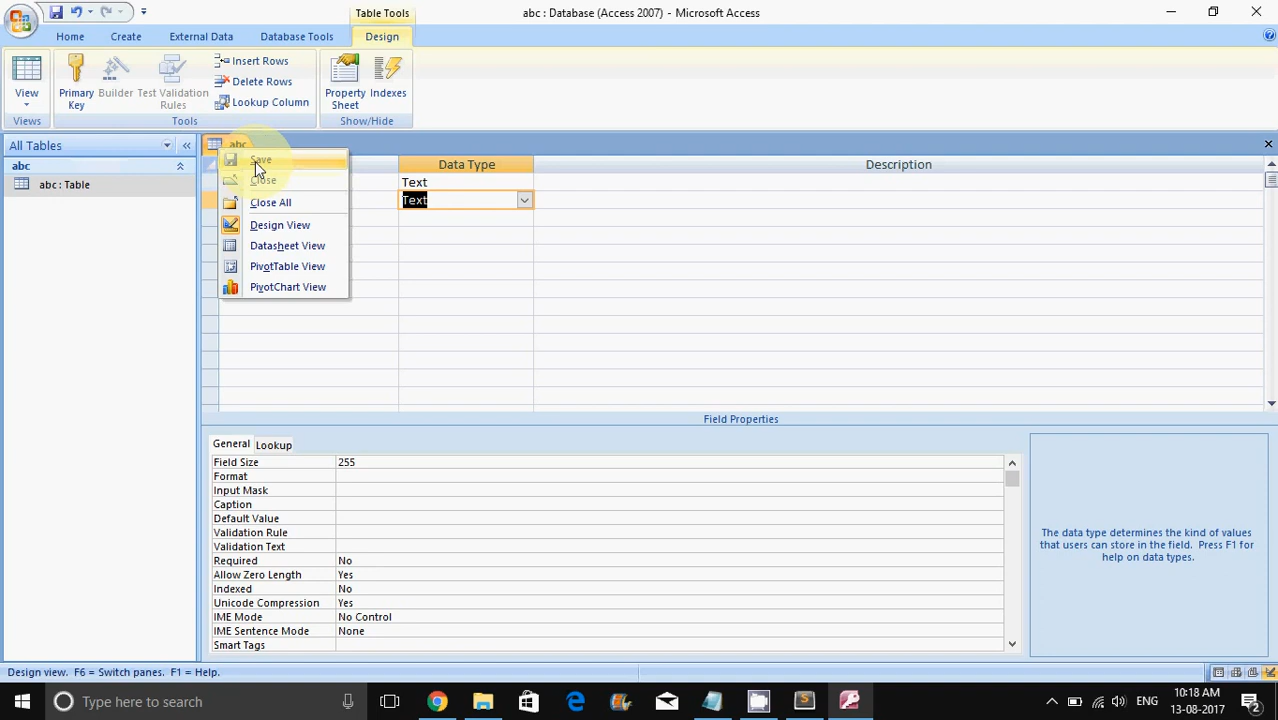 Table Tools
abc : Database (Access 2007) - Microsoft Access
Home
Create
External Data
Database Tools
Design
View
Primary Key
Builder
Test Validation Rules
Insert Rows
Delete Rows
Lookup Column
Property Sheet
Indexes
Views
Tools
Show/Hide
All Tables
abc
abc : Table
abc
Save
Close
Close All
Design View
Datasheet View
PivotTable View
PivotChart View
Data Type
Description
Text
Text
Field Properties
General
Lookup
Field Size 255
Format
Input Mask
Caption
Default Value
Validation Rule
Validation Text
Required No
Allow Zero Length Yes
Indexed No
Unicode Compression Yes
IME Mode No Control
IME Sentence Mode None
Smart Tags
The data type determines the kind of values
that users can store in the field. Press F1 for
help on data types.
Design view. F6 = Switch panes. F1 = Help.
Type here to search
ENG
10:18 AM
13-08-2017
2